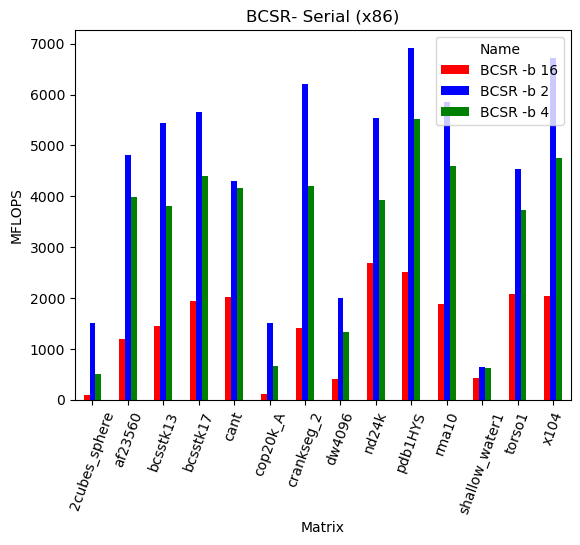 BCSR- Serial (x86)
Name
BCSR -b 16
BCSR -b 2
BCSR -b 4
MFLOPS
7000
6000
5000
4000
3000
2000
1000
0
2cubes_sphere
af23560
bcsstk13
bcsstk17
cant
cop20k_A
crankseg_2
dw4096
nd24k
pdb1HYS
rma10
shallow_water1
torso1
x104
Matrix